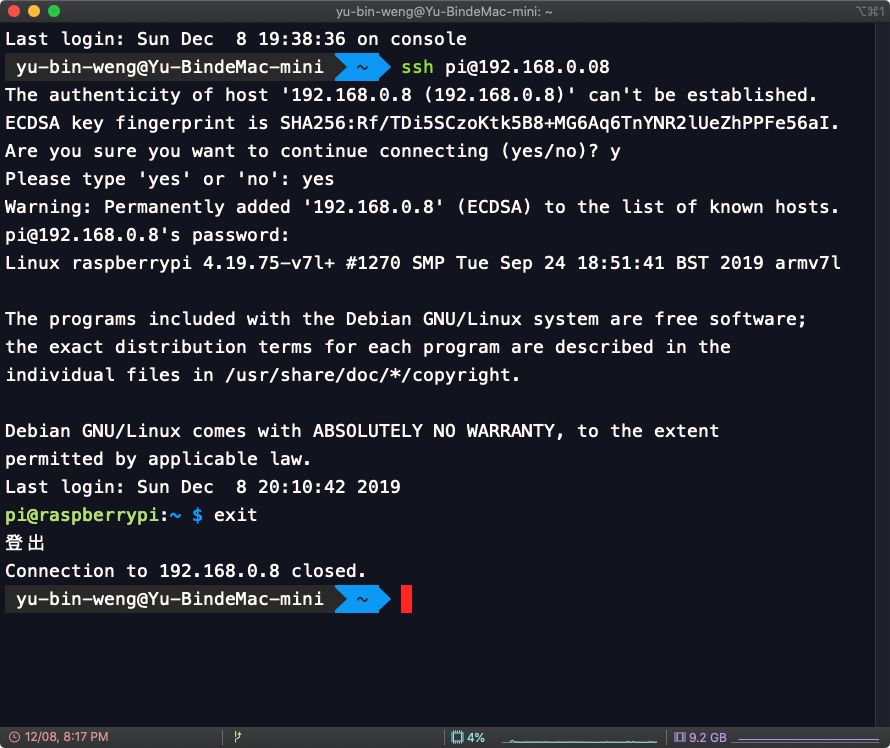 yu-bin-weng@Yu-BindeMac-mini: ~
⌥⌘1
Last login: Sun Dec  8 19:38:36 on console
yu-bin-weng@Yu-BindeMac-mini ~ ssh pi@192.168.0.08
The authenticity of host '192.168.0.8 (192.168.0.8)' can't be established.
ECDSA key fingerprint is SHA256:Rf/TDi5SCzoKtk5B8+MG6Aq6TnYNR2lUeZhPPFe56aI.
Are you sure you want to continue connecting (yes/no)? y
Please type 'yes' or 'no': yes
Warning: Permanently added '192.168.0.8' (ECDSA) to the list of known hosts.
pi@192.168.0.8's password:
Linux raspberrypi 4.19.75-v7l+ #1270 SMP Tue Sep 24 18:51:41 BST 2019 armv7l
The programs included with the Debian GNU/Linux system are free software;
the exact distribution terms for each program are described in the
individual files in /usr/share/doc/*/copyright.
Debian GNU/Linux comes with ABSOLUTELY NO WARRANTY, to the extent
permitted by applicable law.
Last login: Sun Dec  8 20:10:42 2019
pi@raspberrypi:~ $ exit
登出
Connection to 192.168.0.8 closed.
yu-bin-weng@Yu-BindeMac-mini ~
12/08, 8:17 PM
4%
9.2 GB